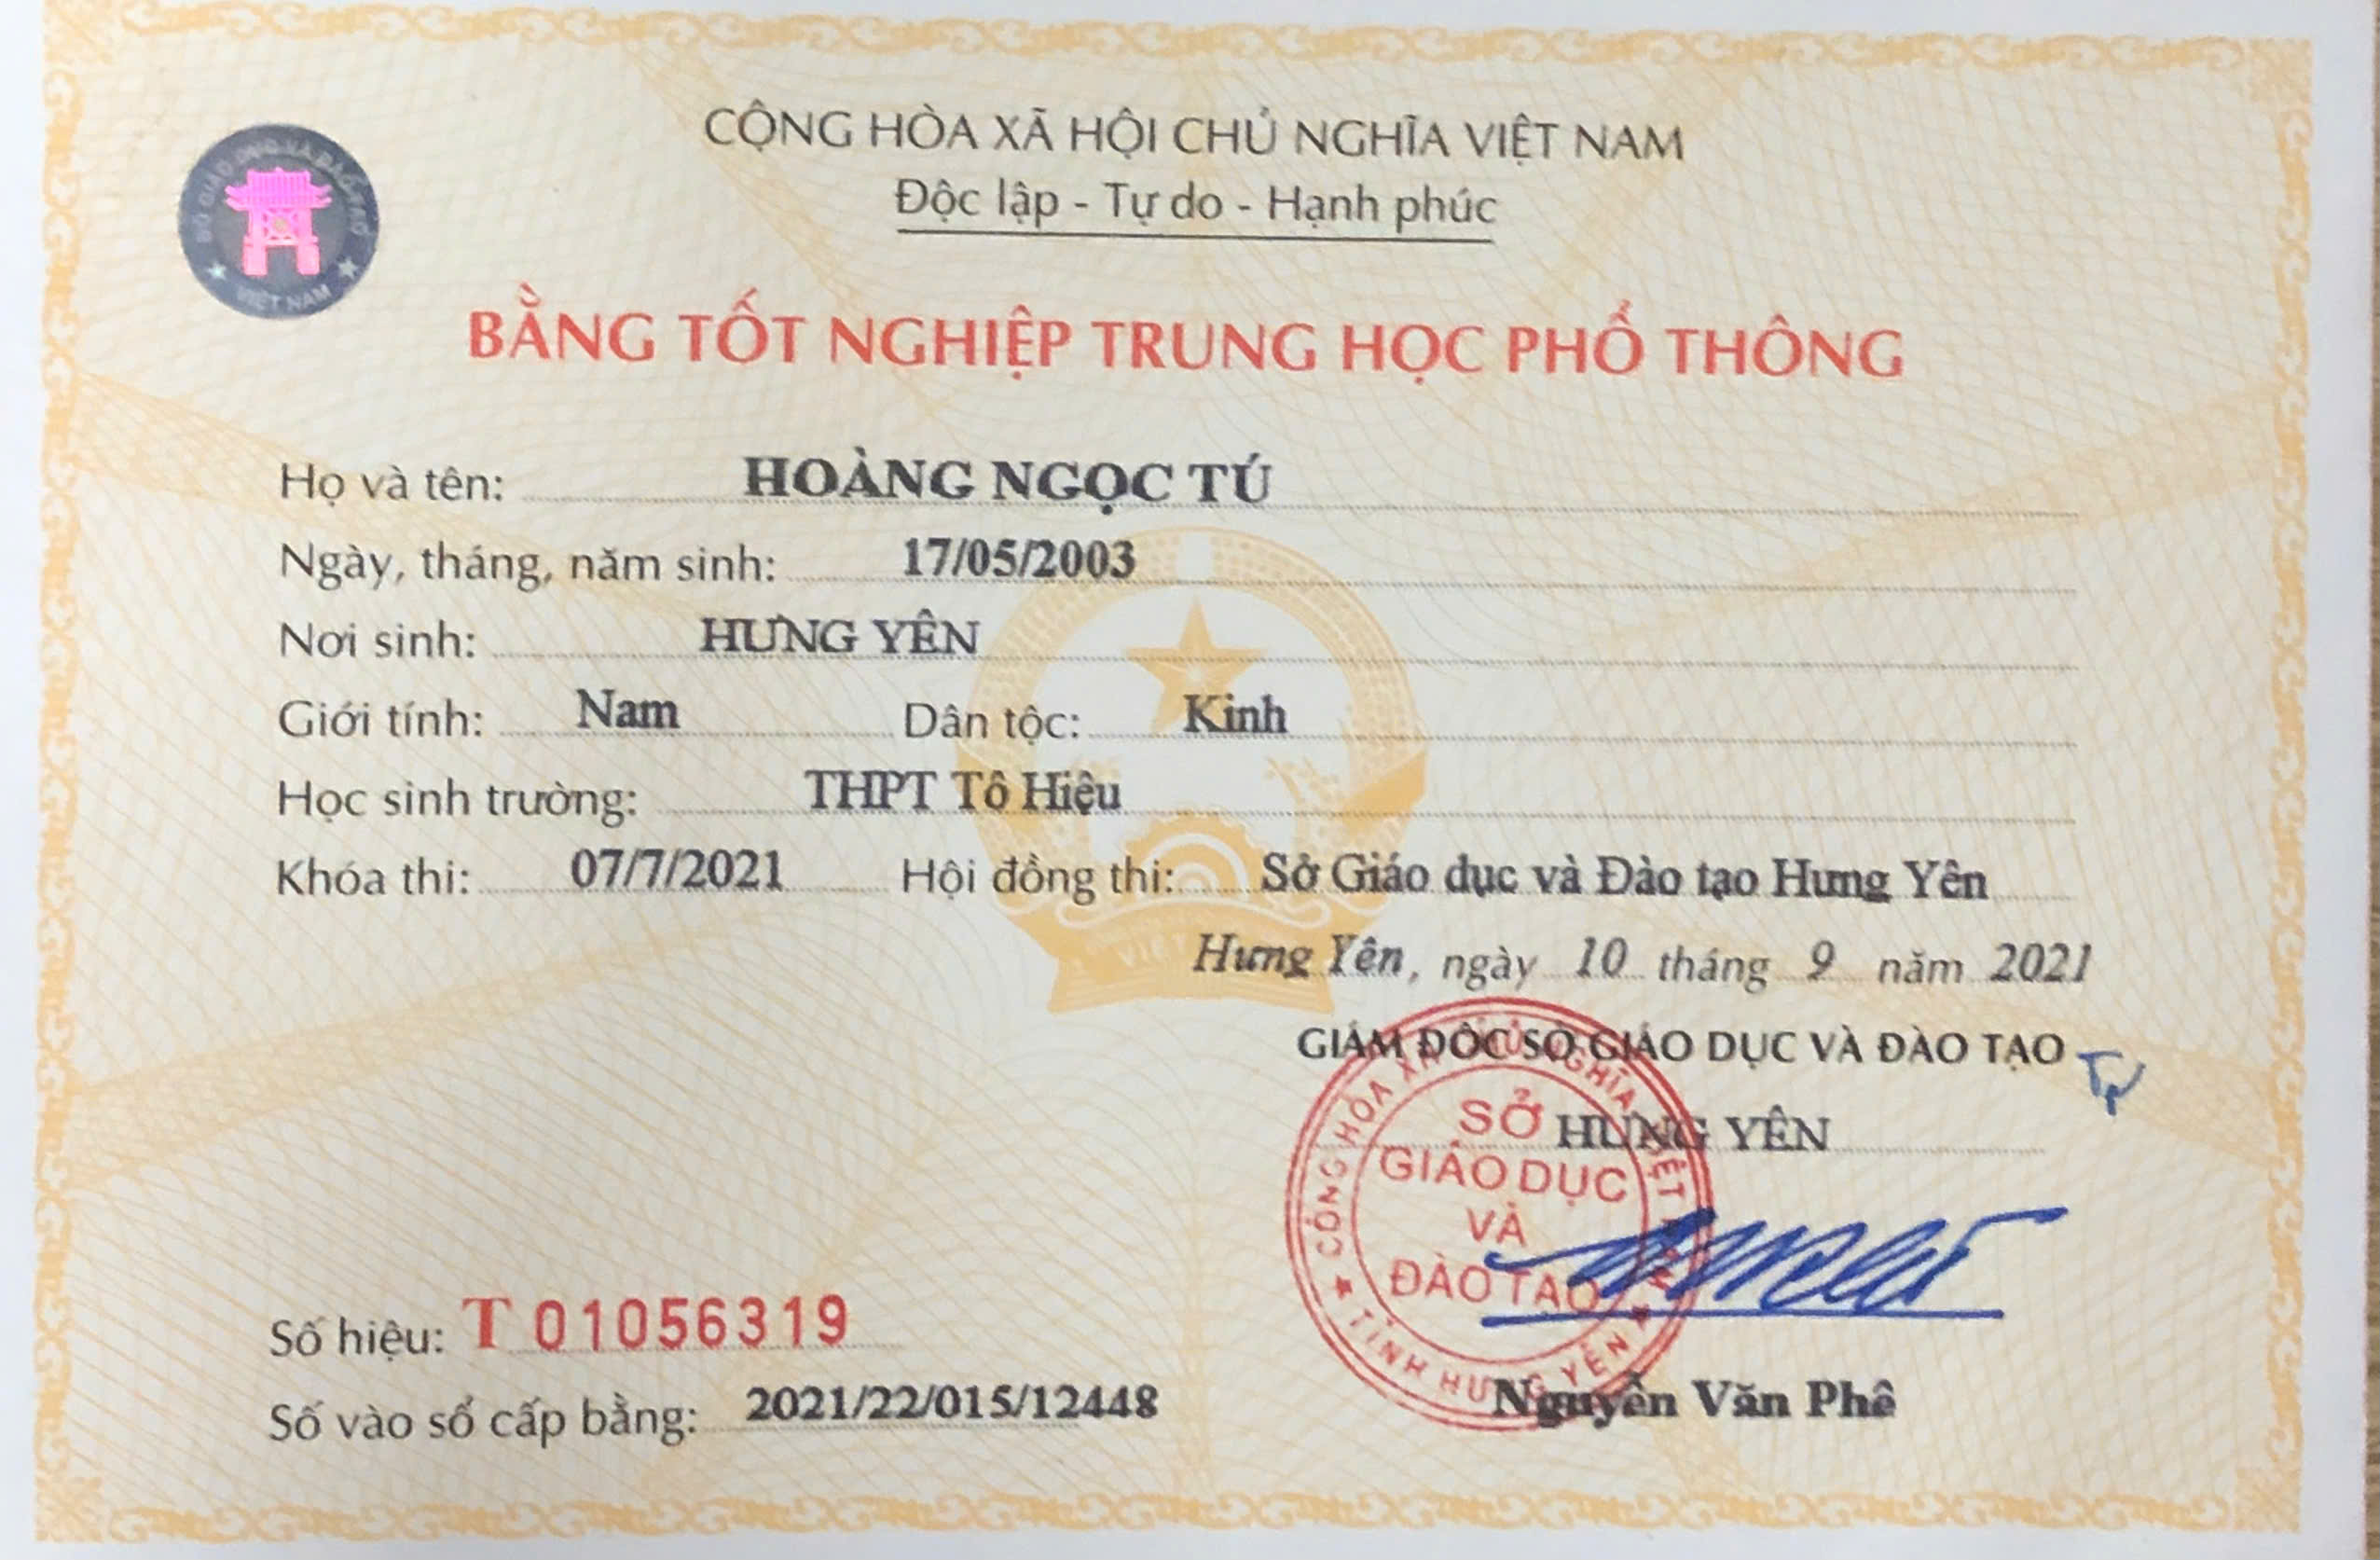 CỘNG HÒA XÃ HỘI CHỦ NGHĨA VIỆT NAM
Độc lập - Tự do - Hạnh phúc
BỘ GIÁO DỤC VÀ ĐÀO TẠO
VIỆT NAM
BẰNG TỐT NGHIỆP TRUNG HỌC PHỔ THÔNG
Họ và tên: HOÀNG NGỌC TÚ
Ngày, tháng, năm sinh: 17/05/2003
Nơi sinh: HƯNG YÊN
Giới tính: Nam Dân tộc: Kinh
Học sinh trường: THPT Tô Hiệu
Khóa thi: 07/7/2021 Hội đồng thi: Sở Giáo dục và Đào tạo Hưng Yên
Hưng Yên, ngày 10 tháng 9 năm 2021
GIÁM ĐỐC SỞ GIÁO DỤC VÀ ĐÀO TẠO
HƯNG YÊN
CỘNG HÒA XÃ HỘI CHỦ NGHĨA VIỆT NAM
SỞ
GIÁO DỤC
VÀ
ĐÀO TẠO
TỈNH HƯNG YÊN
Số hiệu: T 01056319
Số vào sổ cấp bằng: 2021/22/015/12448
Nguyễn Văn Phê